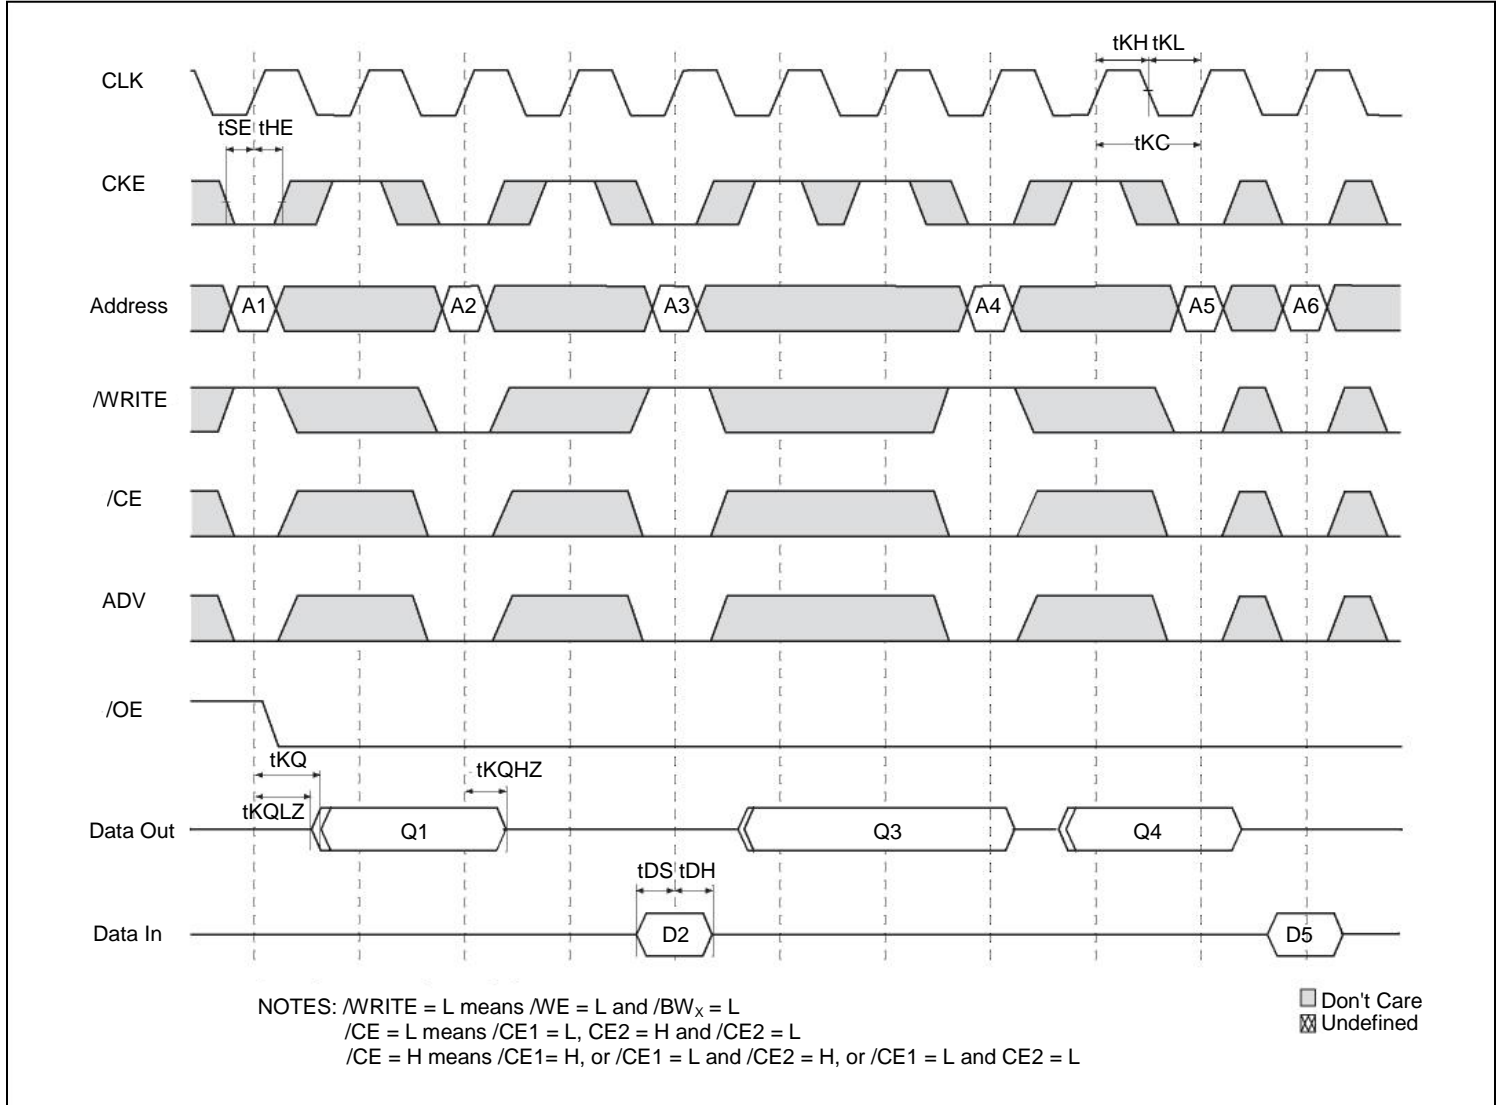 tKH tKL
CLK
tSE tHE
tKC
CKE
Address A1 A2 A3 A4 A5 A6
/WRITE
/CE
ADV
/OE
tKQ
tKQHZ
tKQLZ
Data Out Q1 Q3 Q4
tDS tDH
Data In D2 D5
NOTES: /WRITE = L means /WE = L and /BWX = L
/CE = L means /CE1 = L, CE2 = H and /CE2 = L
/CE = H means /CE1= H, or /CE1 = L and /CE2 = H, or /CE1 = L and CE2 = L
Don't Care
Undefined